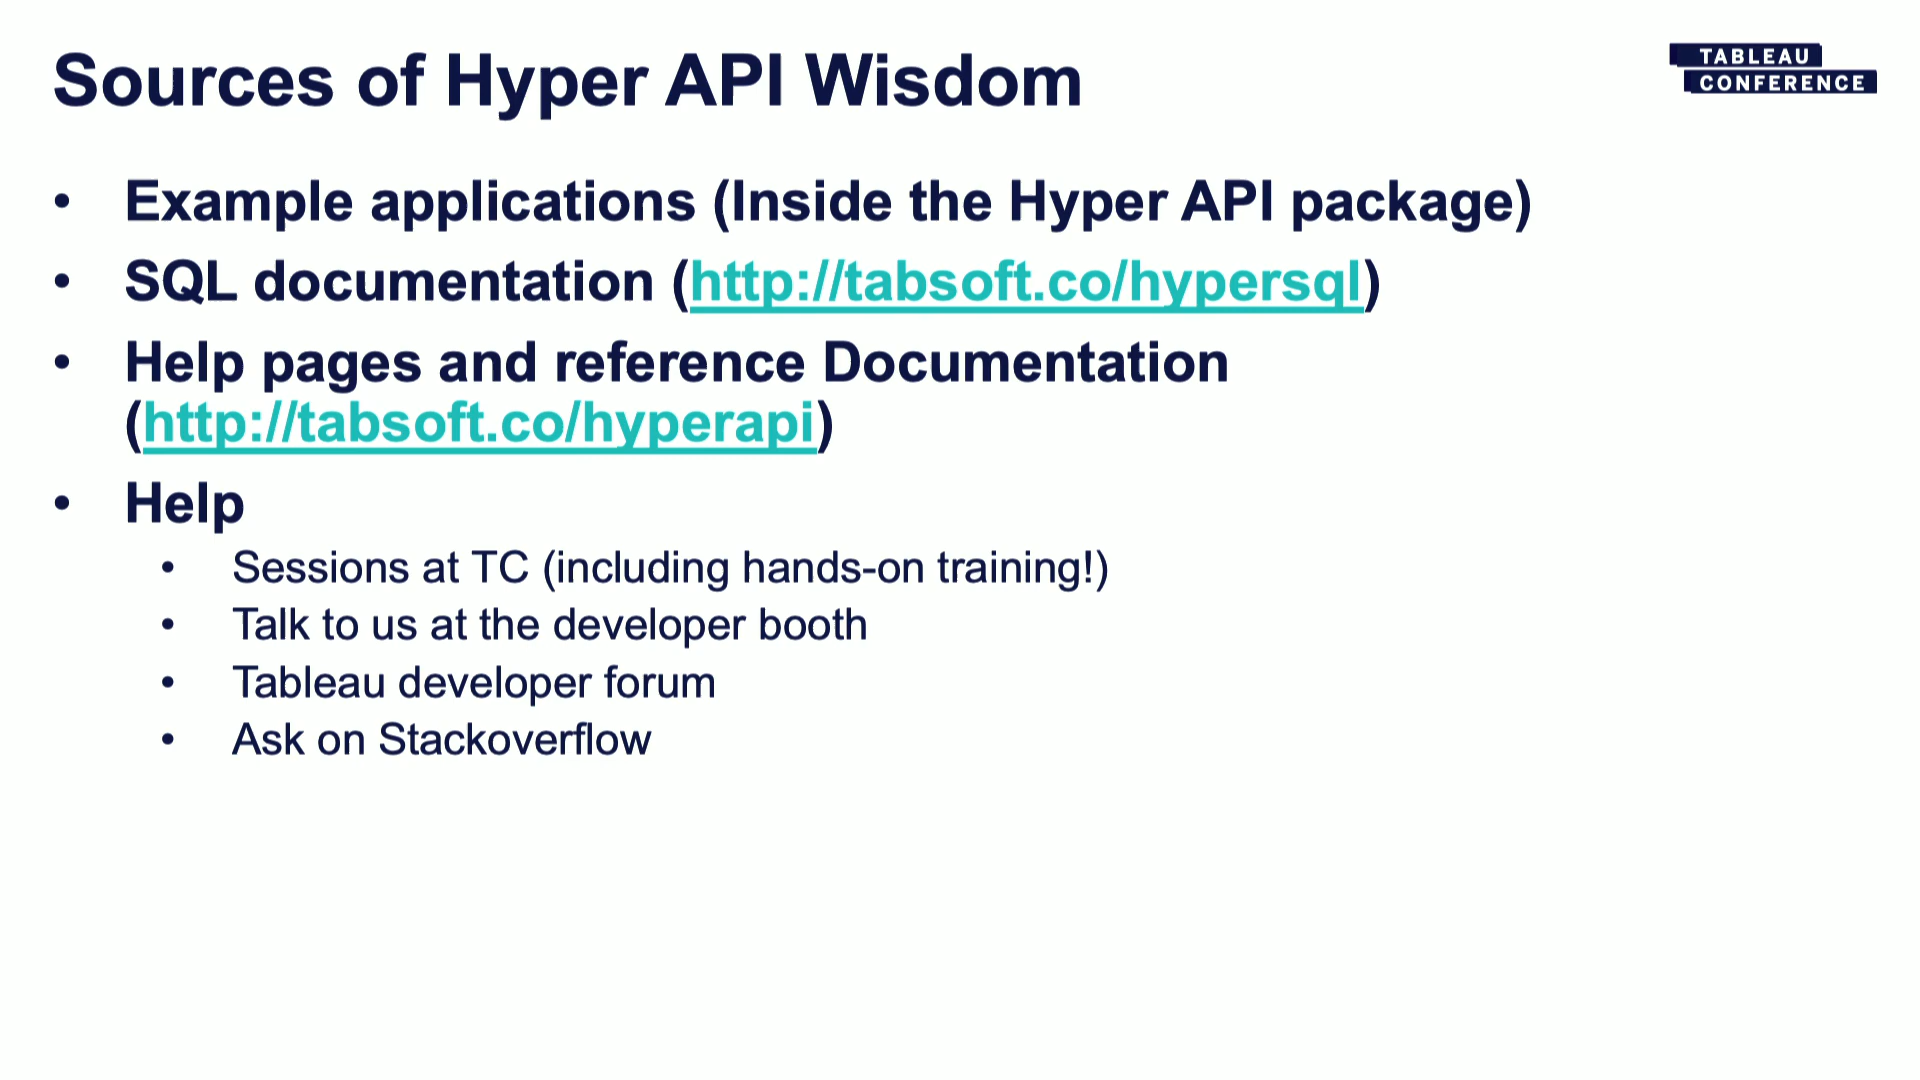 Sources of Hyper API Wisdom
TABLEAU
CONFERENCE
• Example applications (Inside the Hyper API package)
• SQL documentation (http://tabsoft.co/hypersql)
• Help pages and reference Documentation
(http://tabsoft.co/hyperapi)
• Help
• Sessions at TC (including hands-on training!)
• Talk to us at the developer booth
• Tableau developer forum
• Ask on Stackoverflow